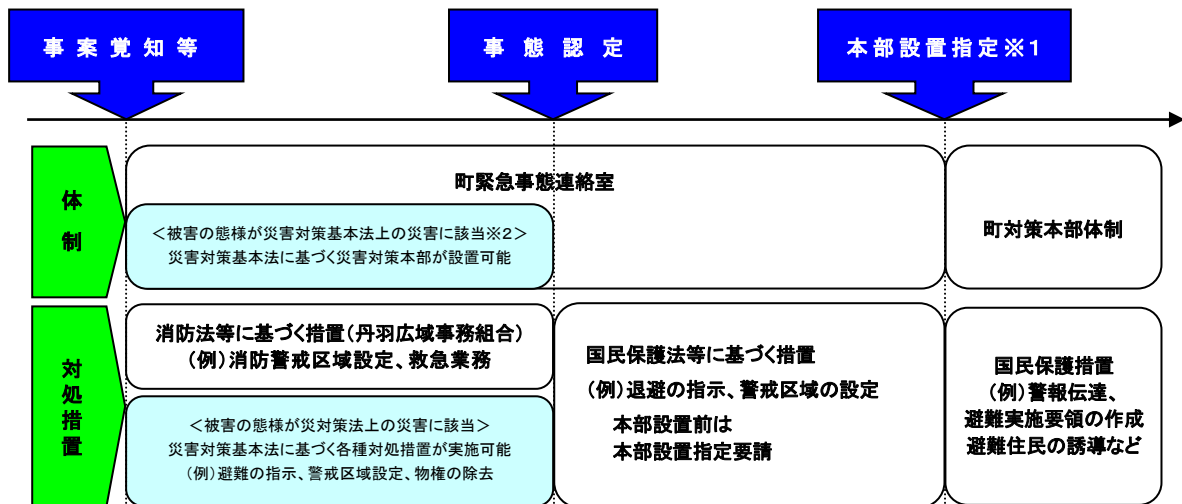 事案覚知等
事態認定
本部設置指定※1
体制
町緊急事態連絡室
<被害の態様が災害対策基本法上の災害に該当※2>
災害対策基本法に基づく災害対策本部が設置可能
町対策本部体制
対処措置
消防法等に基づく措置(丹羽広域事務組合)
(例)消防警戒区域設定、救急業務
<被害の態様が災対策法上の災害に該当>
災害対策基本法に基づく各種対処措置が実施可能
(例)避難の指示、警戒区域設定、物権の除去
国民保護法等に基づく措置
(例)退避の指示、警戒区域の設定
本部設置前は
本部設置指定要請
国民保護措置
(例)警報伝達、
避難実施要領の作成
避難住民の誘導など